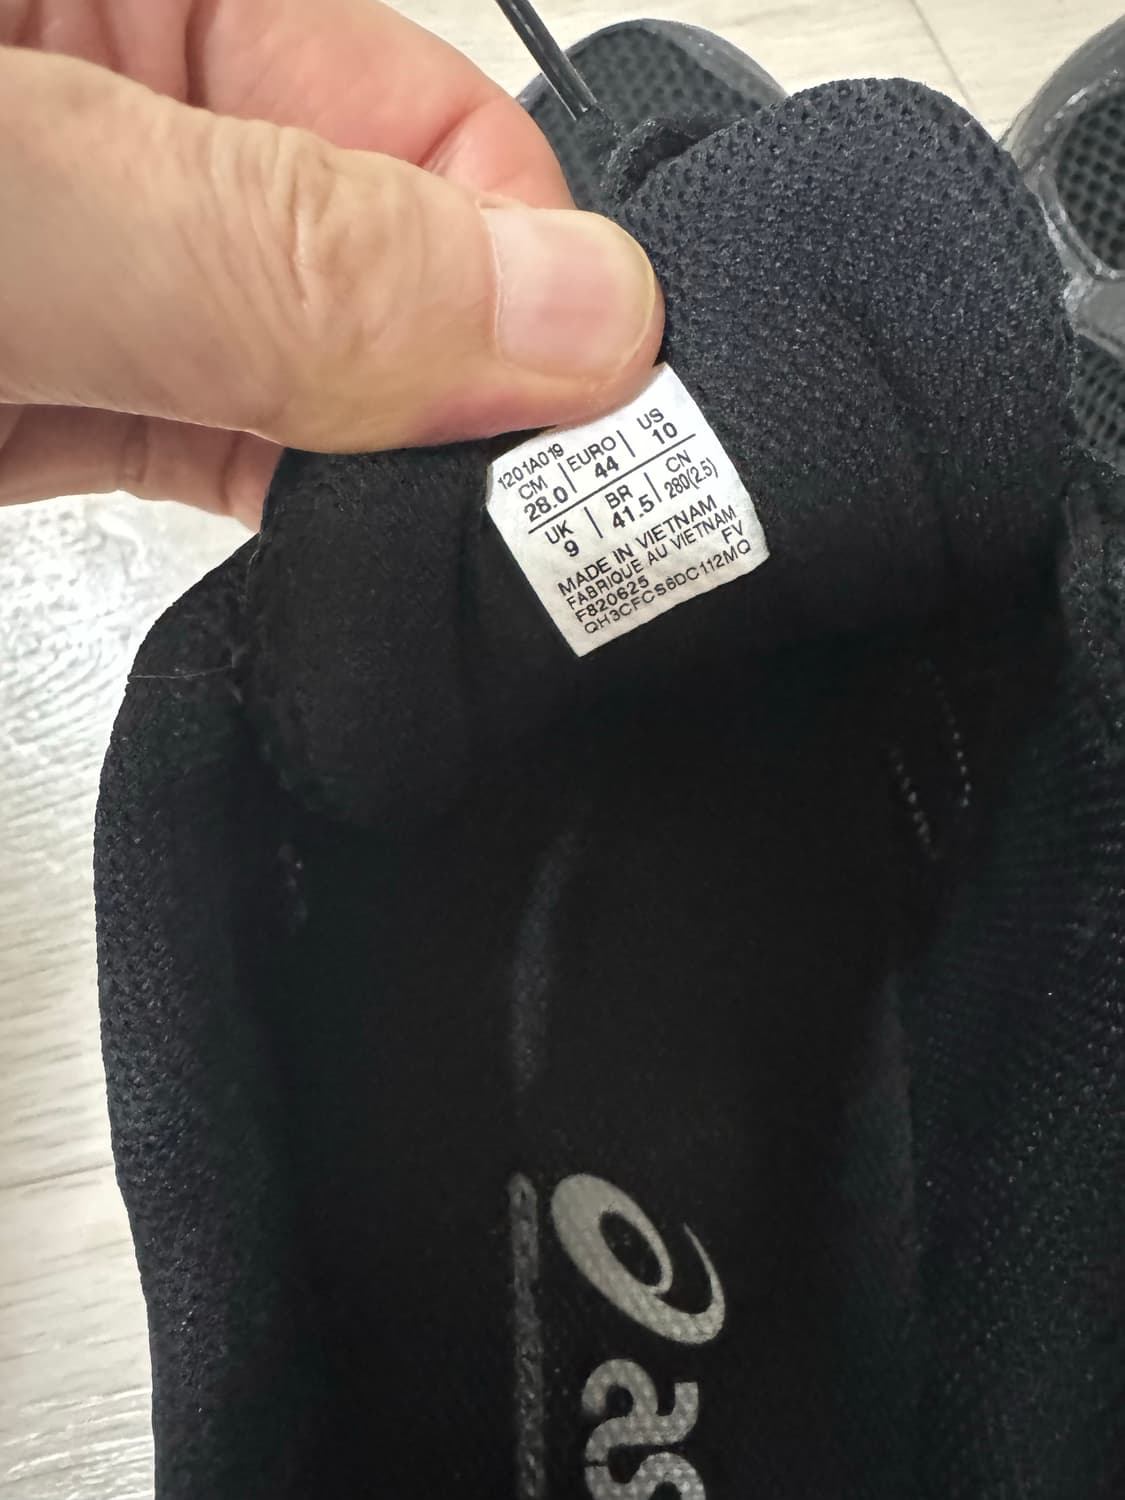 1201A019
CM EURO US
28.0 44 10
UK BR CN
9 41.5 280(2.5)
MADE IN VIETNAM
FABRIQUE AU VIETNAM
F820625 FV
QH3CFCS6DC112MQ
as